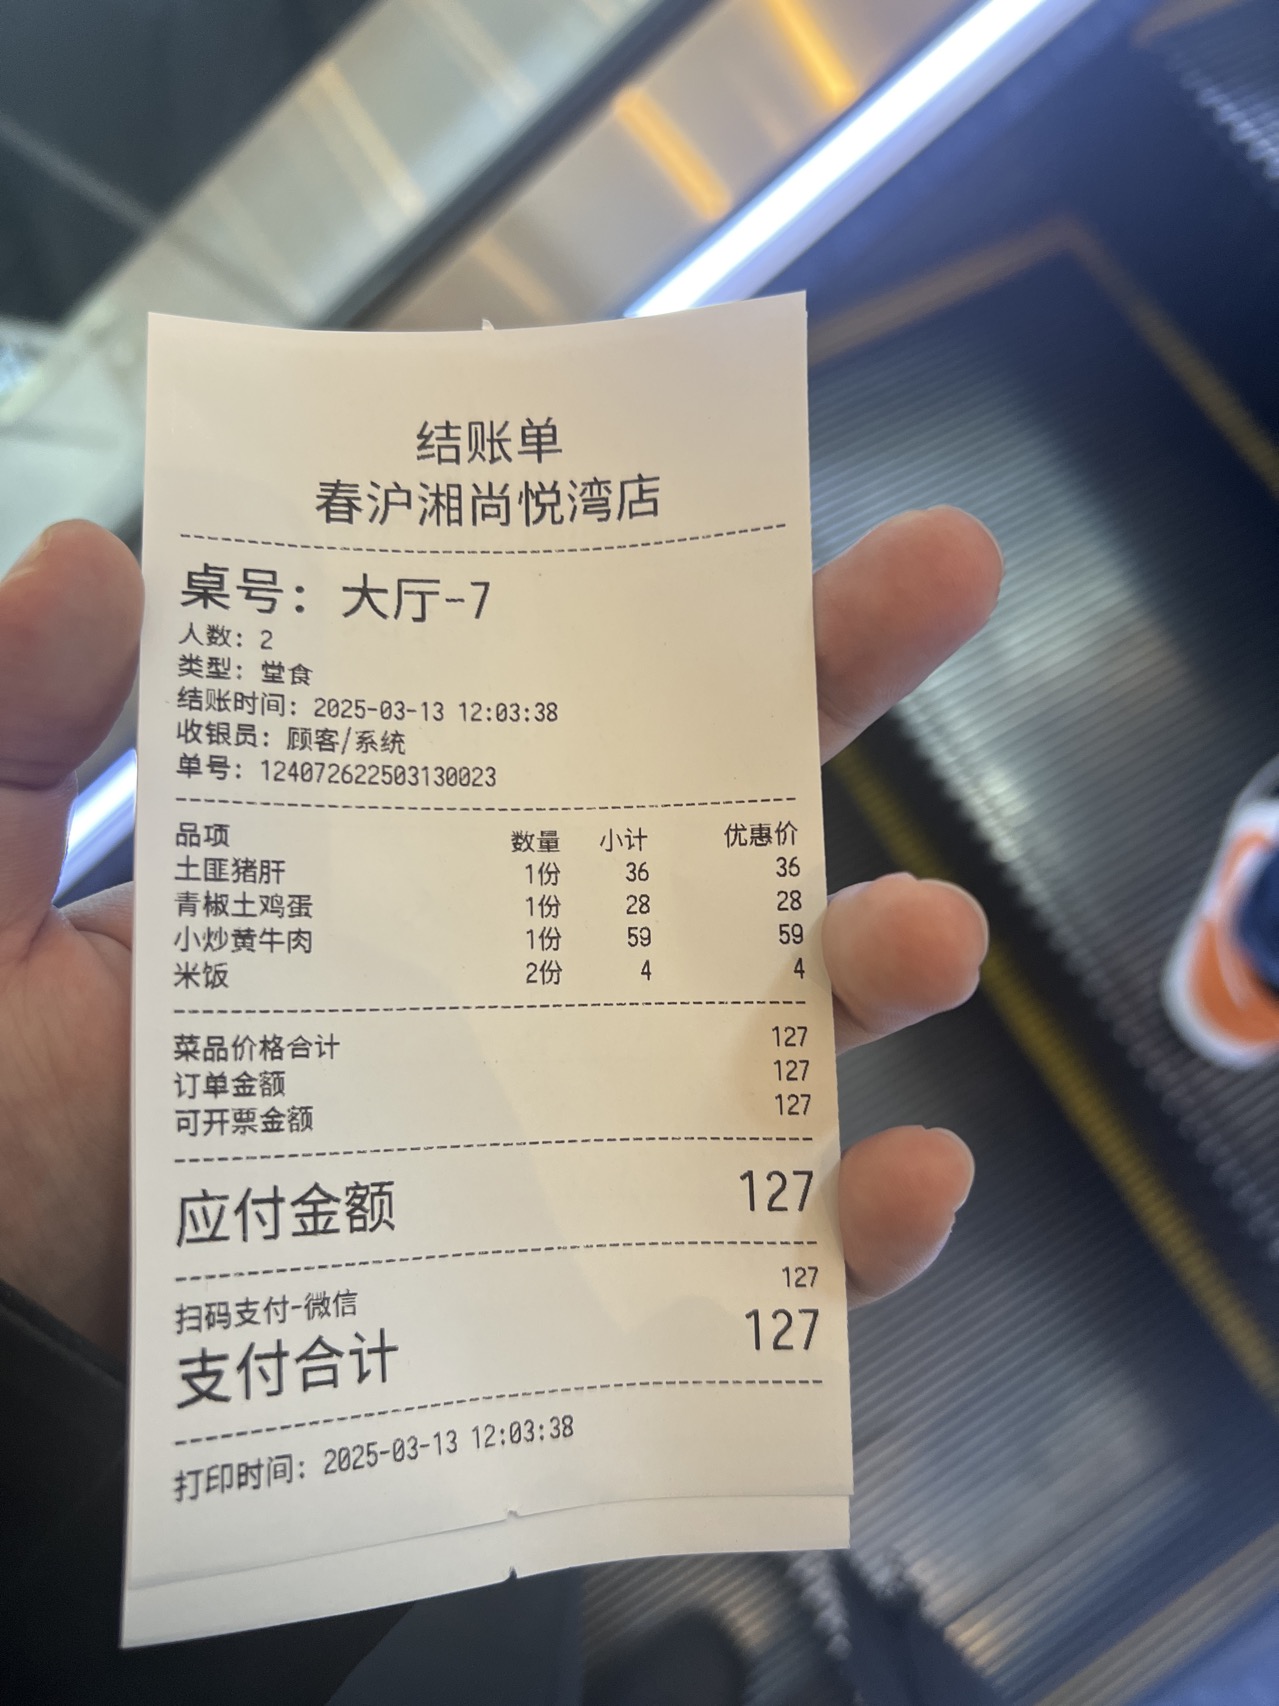 结账单
春沪湘尚悦湾店
桌号：大厅-7
人数：2
类型：堂食
结账时间：2025-03-13 12:03:38
收银员：顾客/系统
单号：124072622503130023
品项 数量 小计 优惠价
土匪猪肝 1份 36 36
青椒土鸡蛋 1份 28 28
小炒黄牛肉 1份 59 59
米饭 2份 4 4
菜品价格合计 127
订单金额 127
可开票金额 127
应付金额 127
扫码支付-微信 127
支付合计 127
打印时间：2025-03-13 12:03:38